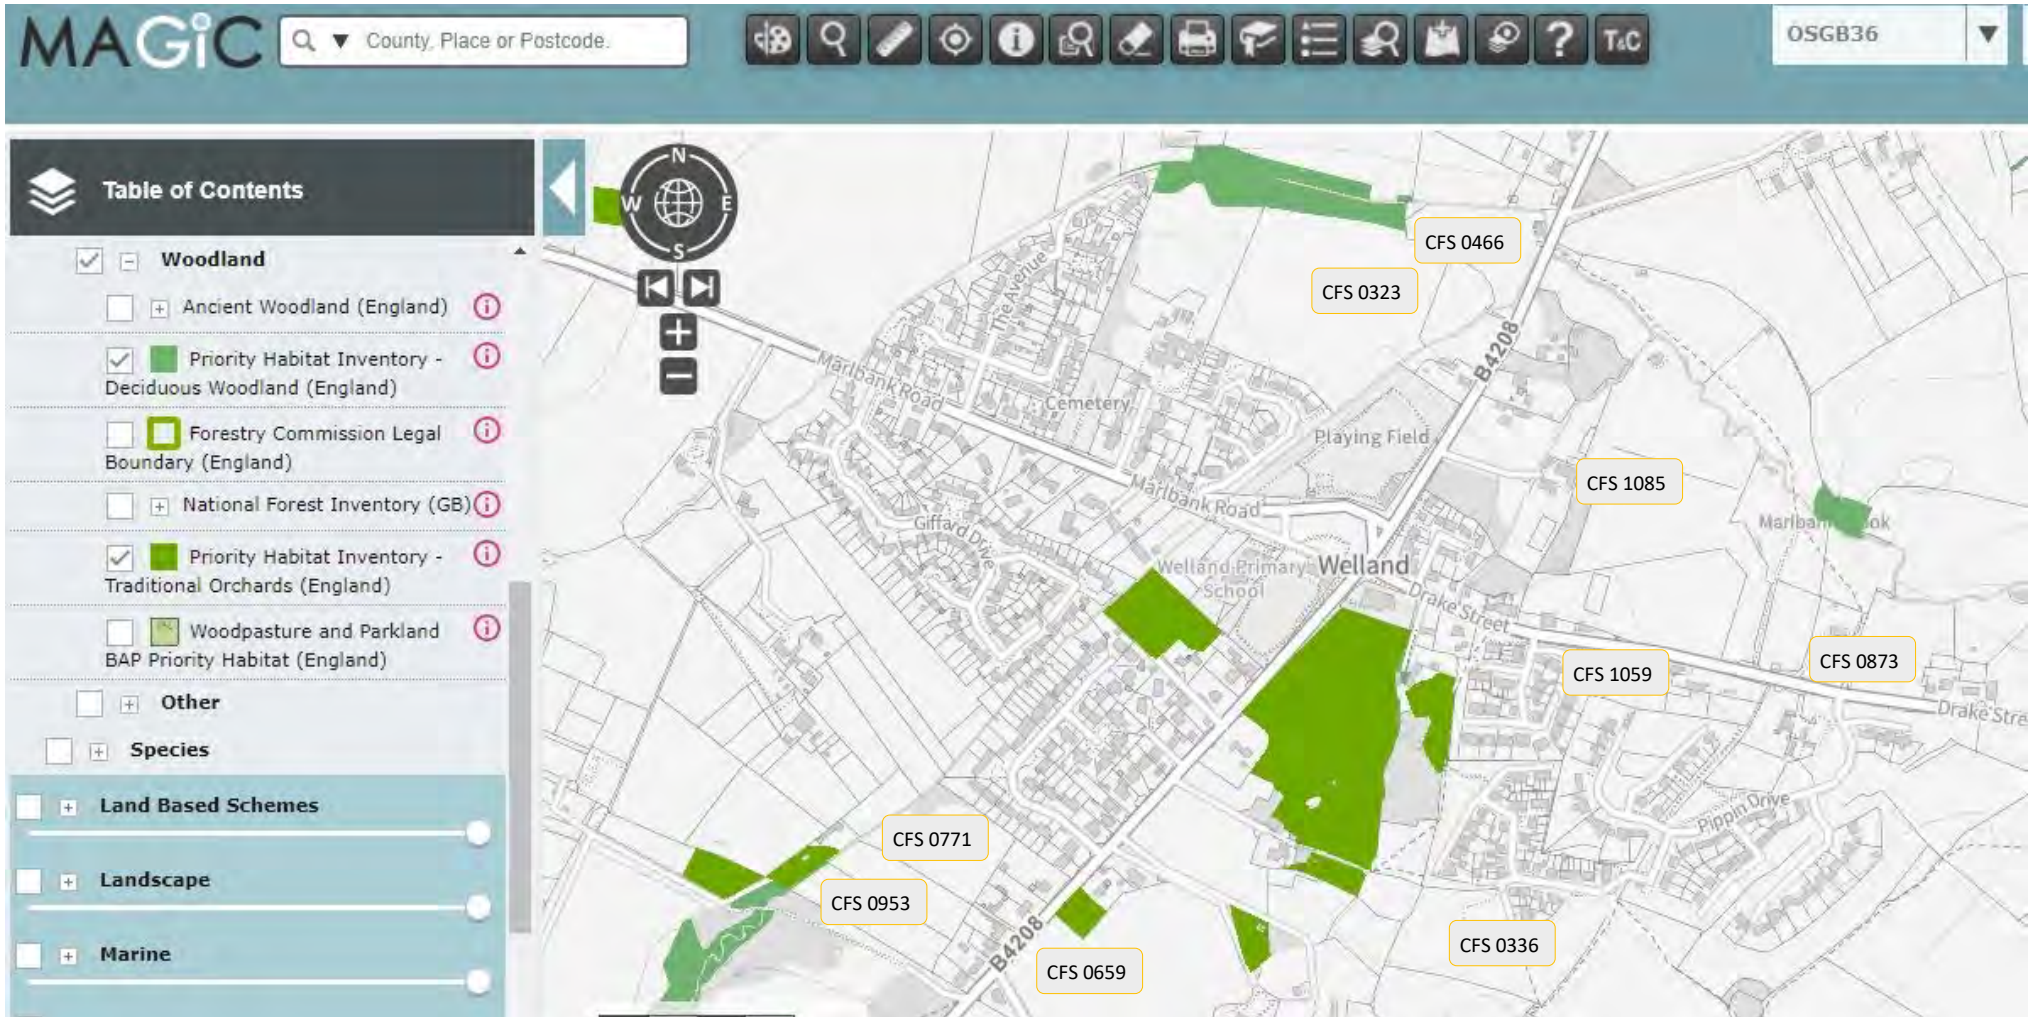 MAGiC
County, Place or Postcode.
T&C
OSGB36
Table of Contents
Woodland
Ancient Woodland (England)
Priority Habitat Inventory -
Deciduous Woodland (England)
Forestry Commission Legal
Boundary (England)
National Forest Inventory (GB)
Priority Habitat Inventory -
Traditional Orchards (England)
Woodpasture and Parkland
BAP Priority Habitat (England)
Other
Species
Land Based Schemes
Landscape
Marine
N
W
E
S
CFS 0466
CFS 0323
The Avenue
B4208
Marlbank Road
Cemetery
Playing Field
CFS 1085
Marlbank Road
Giffard Drive
Welland Primary
School
Welland
Drake Street
CFS 1059
CFS 0873
Drake Stre
Pippin Drive
CFS 0771
CFS 0953
B4208
CFS 0659
CFS 0336